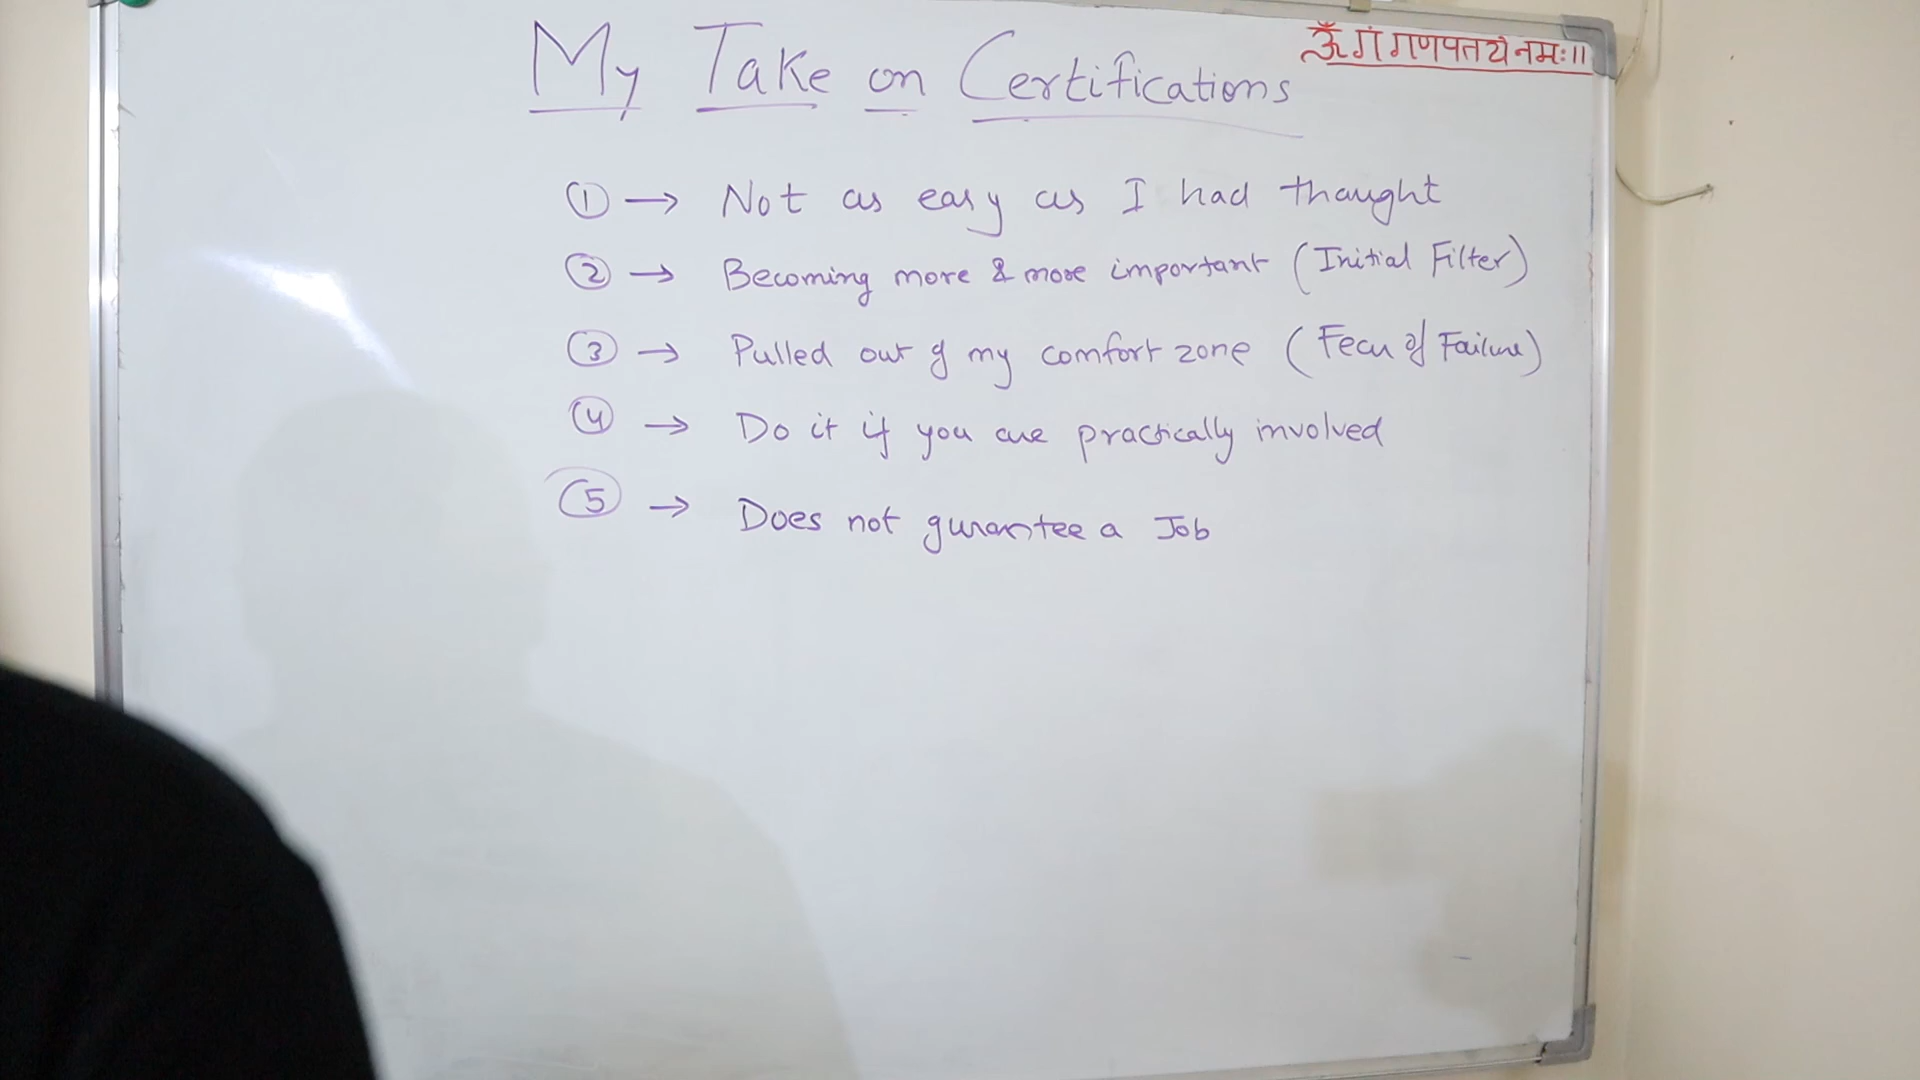 ॐ गं गणपतये नमः॥
My Take on Certifications
① → Not as easy as I had thought
② → Becoming more & more important (Initial Filter)
③ → Pulled out of my comfort zone (Fear of Failure)
④ → Do it if you are practically involved
⑤ → Does not gurantee a Job